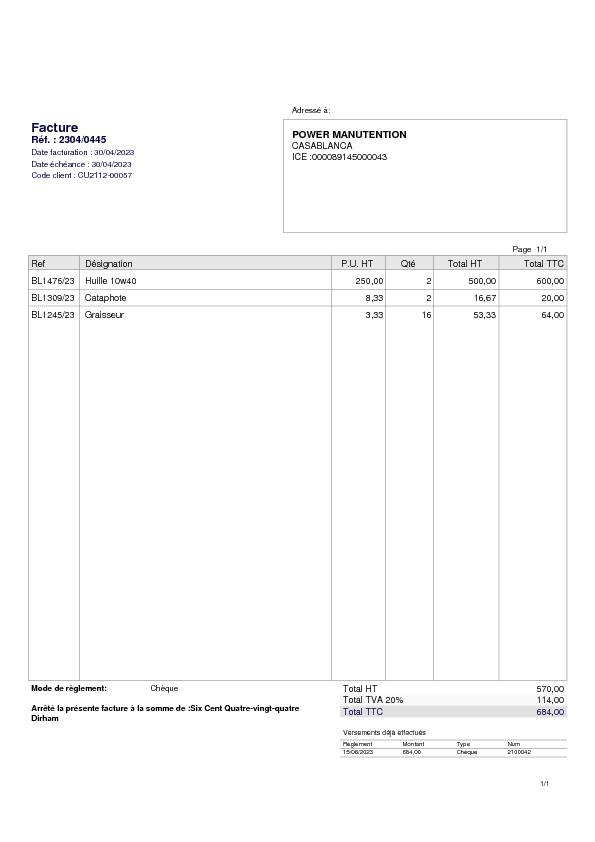 Adressé à:
Facture
Réf. : 2304/0445
Date facturation : 30/04/2023
Date échéance : 30/04/2023
Code client : CU2112-00057
POWER MANUTENTION
CASABLANCA
ICE :000089145000043
Page 1/1
Ref Désignation P.U. HT Qté Total HT Total TTC
BL1476/23 Huille 10w40 250,00 2 500,00 600,00
BL1309/23 Cataphote 8,33 2 16,67 20,00
BL1245/23 Graisseur 3,33 16 53,33 64,00
Mode de règlement: Chèque
Arrêté la présente facture à la somme de :Six Cent Quatre-vingt-quatre
Dirham
Total HT 570,00
Total TVA 20% 114,00
Total TTC 684,00
Versements déjà effectués
Règlement Montant Type Num
15/06/2023 684,00 Chèque 2100042
1/1